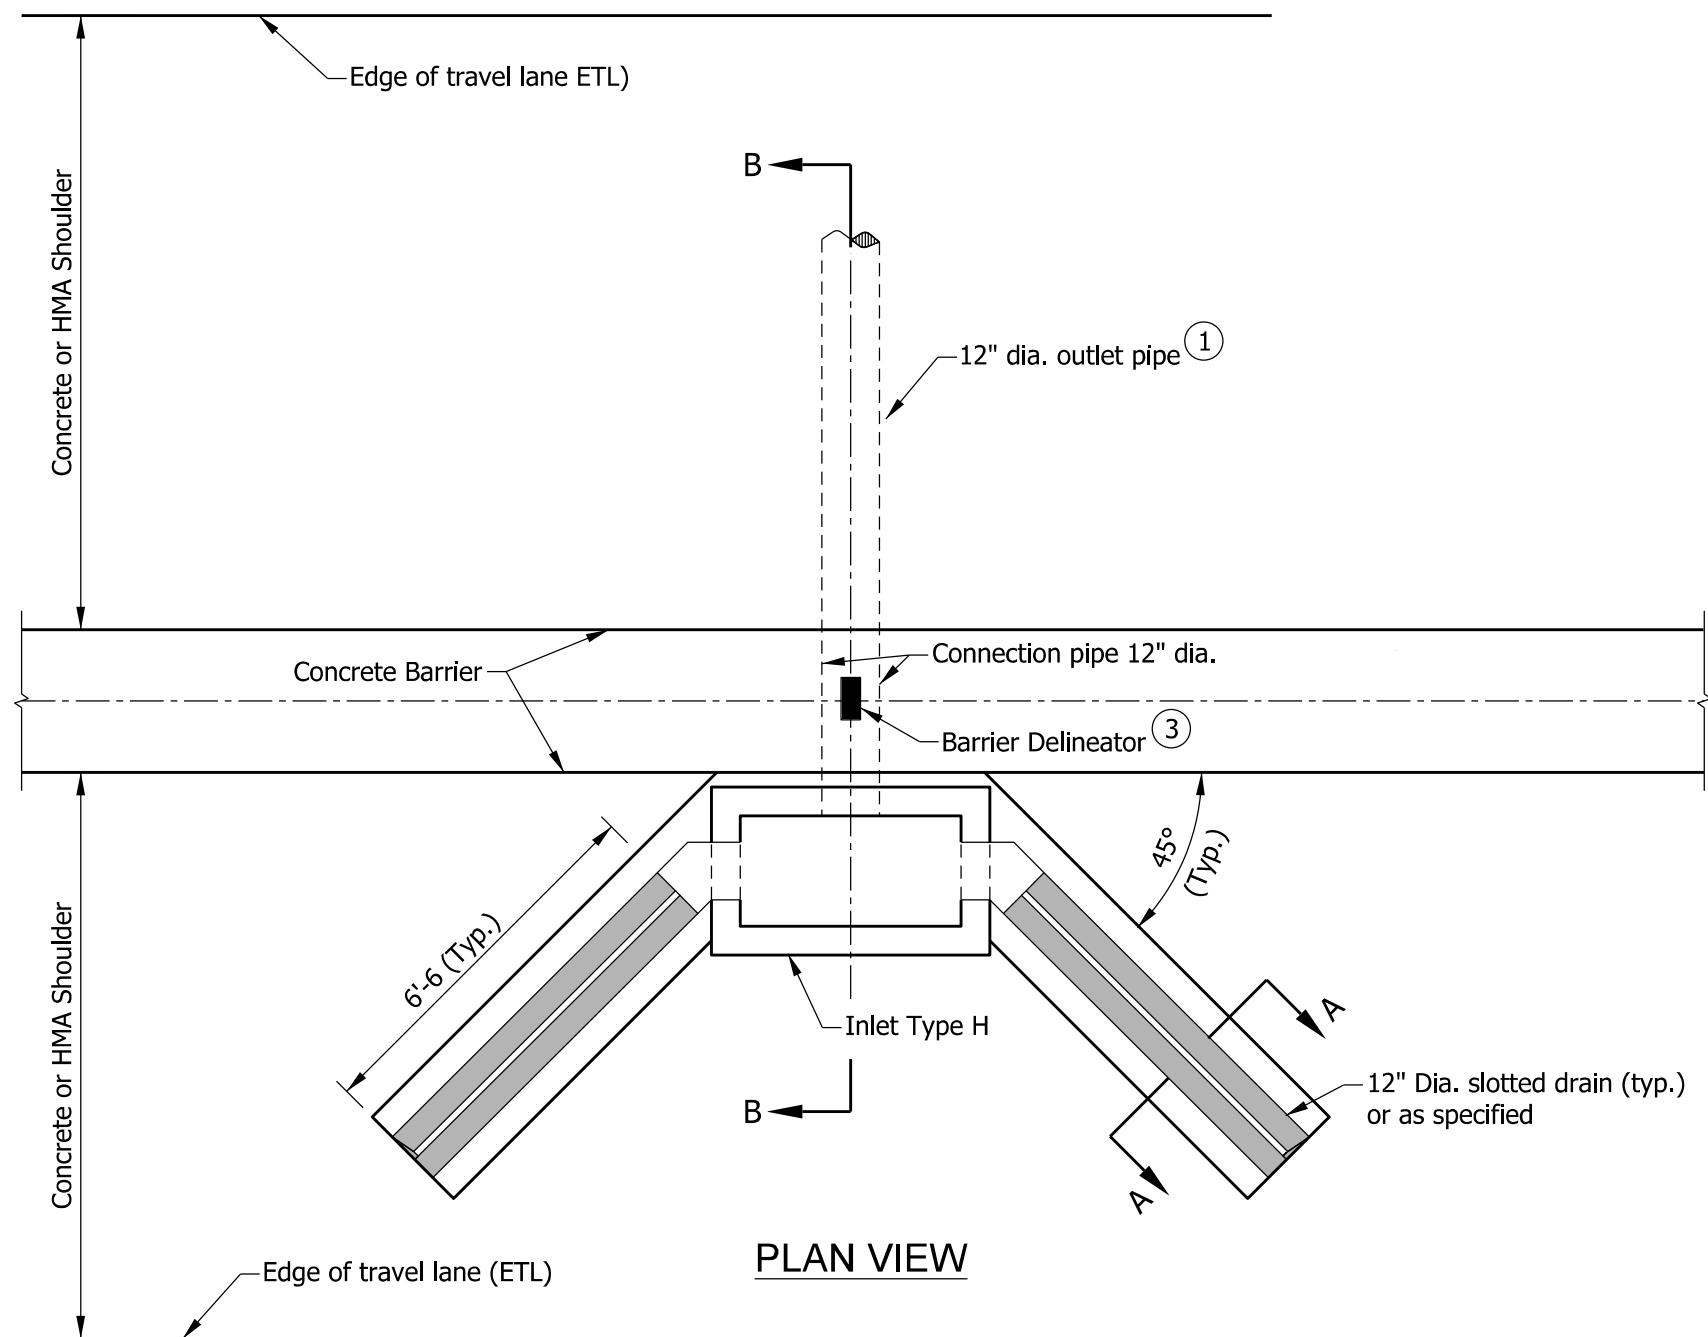 Edge of travel lane ETL)
B
Concrete or HMA Shoulder
12" dia. outlet pipe 1
Connection pipe 12" dia.
Concrete Barrier
Barrier Delineator 3
45°
(Typ.)
6'-6 (Typ.)
Concrete or HMA Shoulder
Inlet Type H
A
12" Dia. slotted drain (typ.)
or as specified
B
A
PLAN VIEW
Edge of travel lane (ETL)